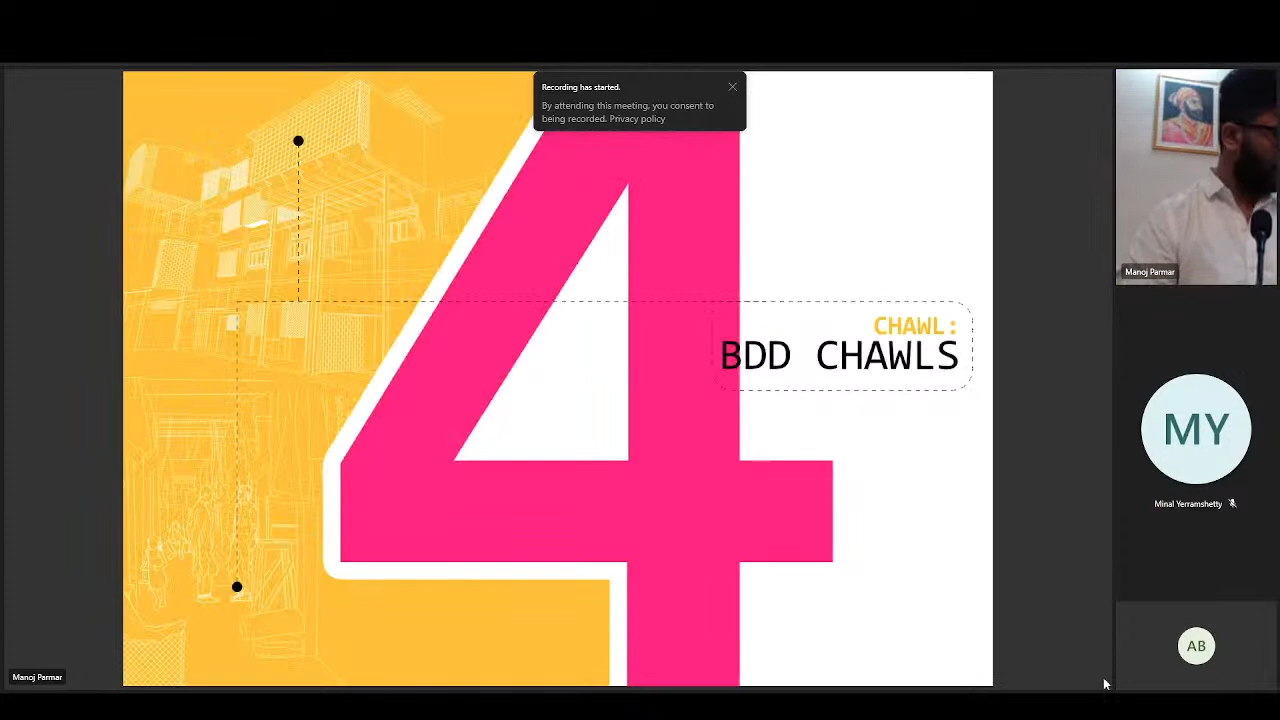 Recording has started.
By attending this meeting, you consent to
being recorded. Privacy policy
4
CHAWL:
BDD CHAWLS
Manoj Parmar
MY
Minal Yerramshetty
AB
Manoj Parmar